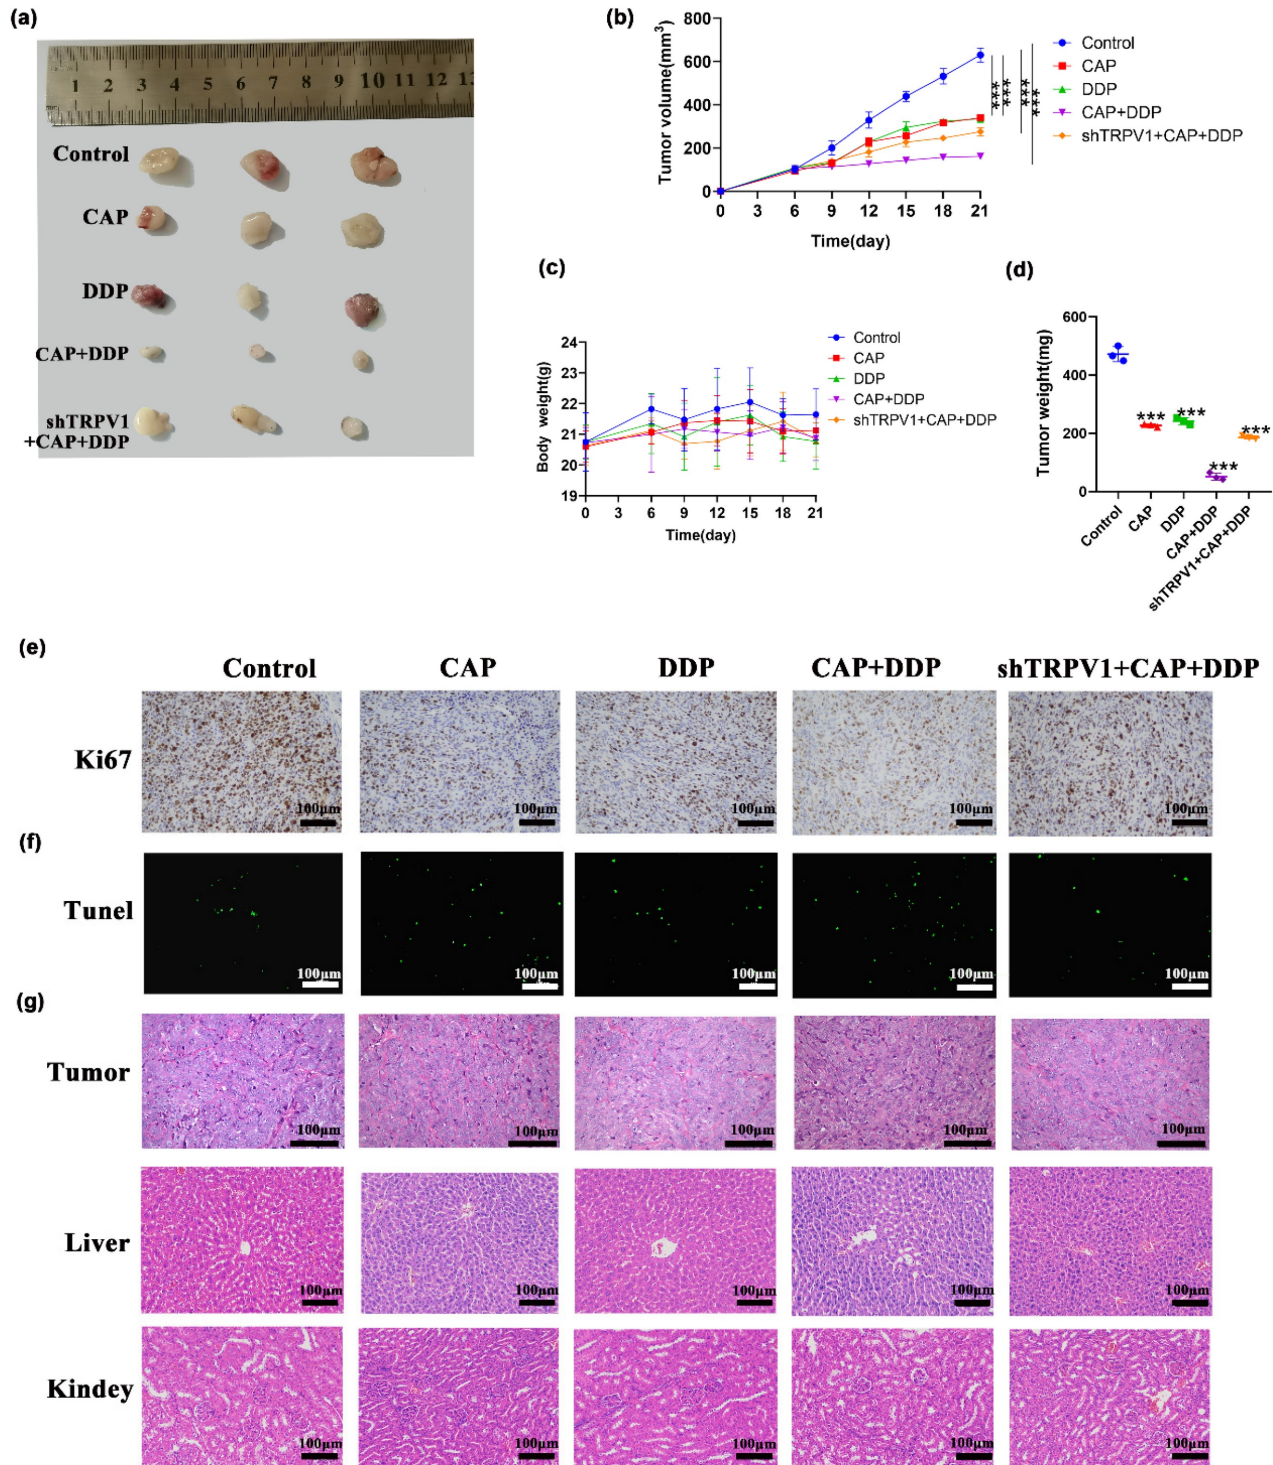 (a)
1 2 3 4 5 6 7 8 9 10 11 12 13
Control
CAP
DDP
CAP+DDP
shTRPV1
+CAP+DDP
(b)
Tumor volume(mm³)
800
600
400
200
0
0 3 6 9 12 15 18 21
Time(day)
*** *** *** ***
Control
CAP
DDP
CAP+DDP
shTRPV1+CAP+DDP
(c)
Body weight(g)
24
23
22
21
20
19
0 3 6 9 12 15 18 21
Time(day)
Control
CAP
DDP
CAP+DDP
shTRPV1+CAP+DDP
(d)
Tumor weight(mg)
600
400
200
0
*** *** *** ***
Control
CAP
DDP
CAP+DDP
shTRPV1+CAP+DDP
(e)
Control CAP DDP CAP+DDP shTRPV1+CAP+DDP
Ki67
100μm 100μm 100μm 100μm 100μm
(f)
Tunel
100μm 100μm 100μm 100μm 100μm
(g)
Tumor
100μm 100μm 100μm 100μm 100μm
Liver
100μm 100μm 100μm 100μm 100μm
Kindey
100μm 100μm 100μm 100μm 100μm